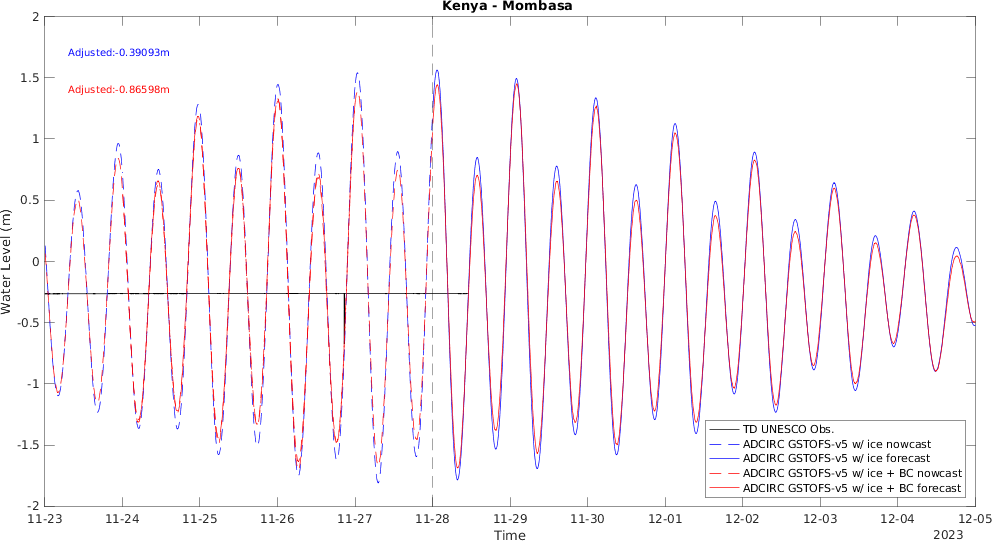 Kenya - Mombasa
Adjusted:-0.39093m
Adjusted:-0.86598m
Water Level (m)
2
1.5
1
0.5
0
-0.5
-1
-1.5
-2
TD UNESCO Obs.
ADCIRC GSTOFS-v5 w/ ice nowcast
ADCIRC GSTOFS-v5 w/ ice forecast
ADCIRC GSTOFS-v5 w/ ice + BC nowcast
ADCIRC GSTOFS-v5 w/ ice + BC forecast
11-23 11-24 11-25 11-26 11-27 11-28 11-29 11-30 12-01 12-02 12-03 12-04 12-05
Time
2023